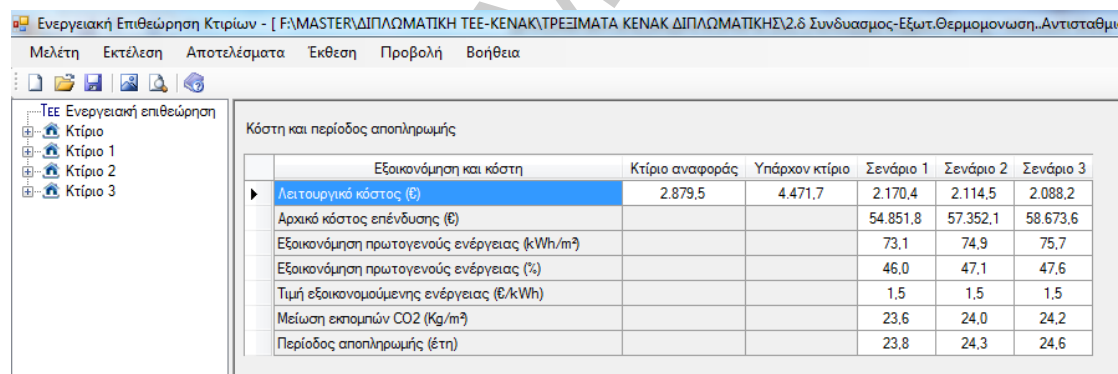 Ενεργειακή Επιθεώρηση Κτιρίων - [ F:\MASTER\ΔΙΠΛΩΜΑΤΙΚΗ ΤΕΕ-ΚΕΝΑΚ\ΤΡΕΞΙΜΑΤΑ ΚΕΝΑΚ ΔΙΠΛΩΜΑΤΙΚΗΣ\2.δ Συνδυασμος-Εξωτ.Θερμομονωση..Αντισταθμι
Μελέτη Εκτέλεση Αποτελέσματα Έκθεση Προβολή Βοήθεια
ΤΕΕ Ενεργειακή επιθεώρηση
Κτίριο
Κτίριο 1
Κτίριο 2
Κτίριο 3
Κόστη και περίοδος αποπληρωμής
Εξοικονόμηση και κόστη Κτίριο αναφοράς Υπάρχον κτίριο Σενάριο 1 Σενάριο 2 Σενάριο 3
Λειτουργικό κόστος (€) 2.879,5 4.471,7 2.170,4 2.114,5 2.088,2
Αρχικό κόστος επένδυσης (€) 54.851,8 57.352,1 58.673,6
Εξοικονόμηση πρωτογενούς ενέργειας (kWh/m²) 73,1 74,9 75,7
Εξοικονόμηση πρωτογενούς ενέργειας (%) 46,0 47,1 47,6
Τιμή εξοικονομούμενης ενέργειας (€/kWh) 1,5 1,5 1,5
Μείωση εκπομπών CO2 (Kg/m²) 23,6 24,0 24,2
Περίοδος αποπληρωμής (έτη) 23,8 24,3 24,6